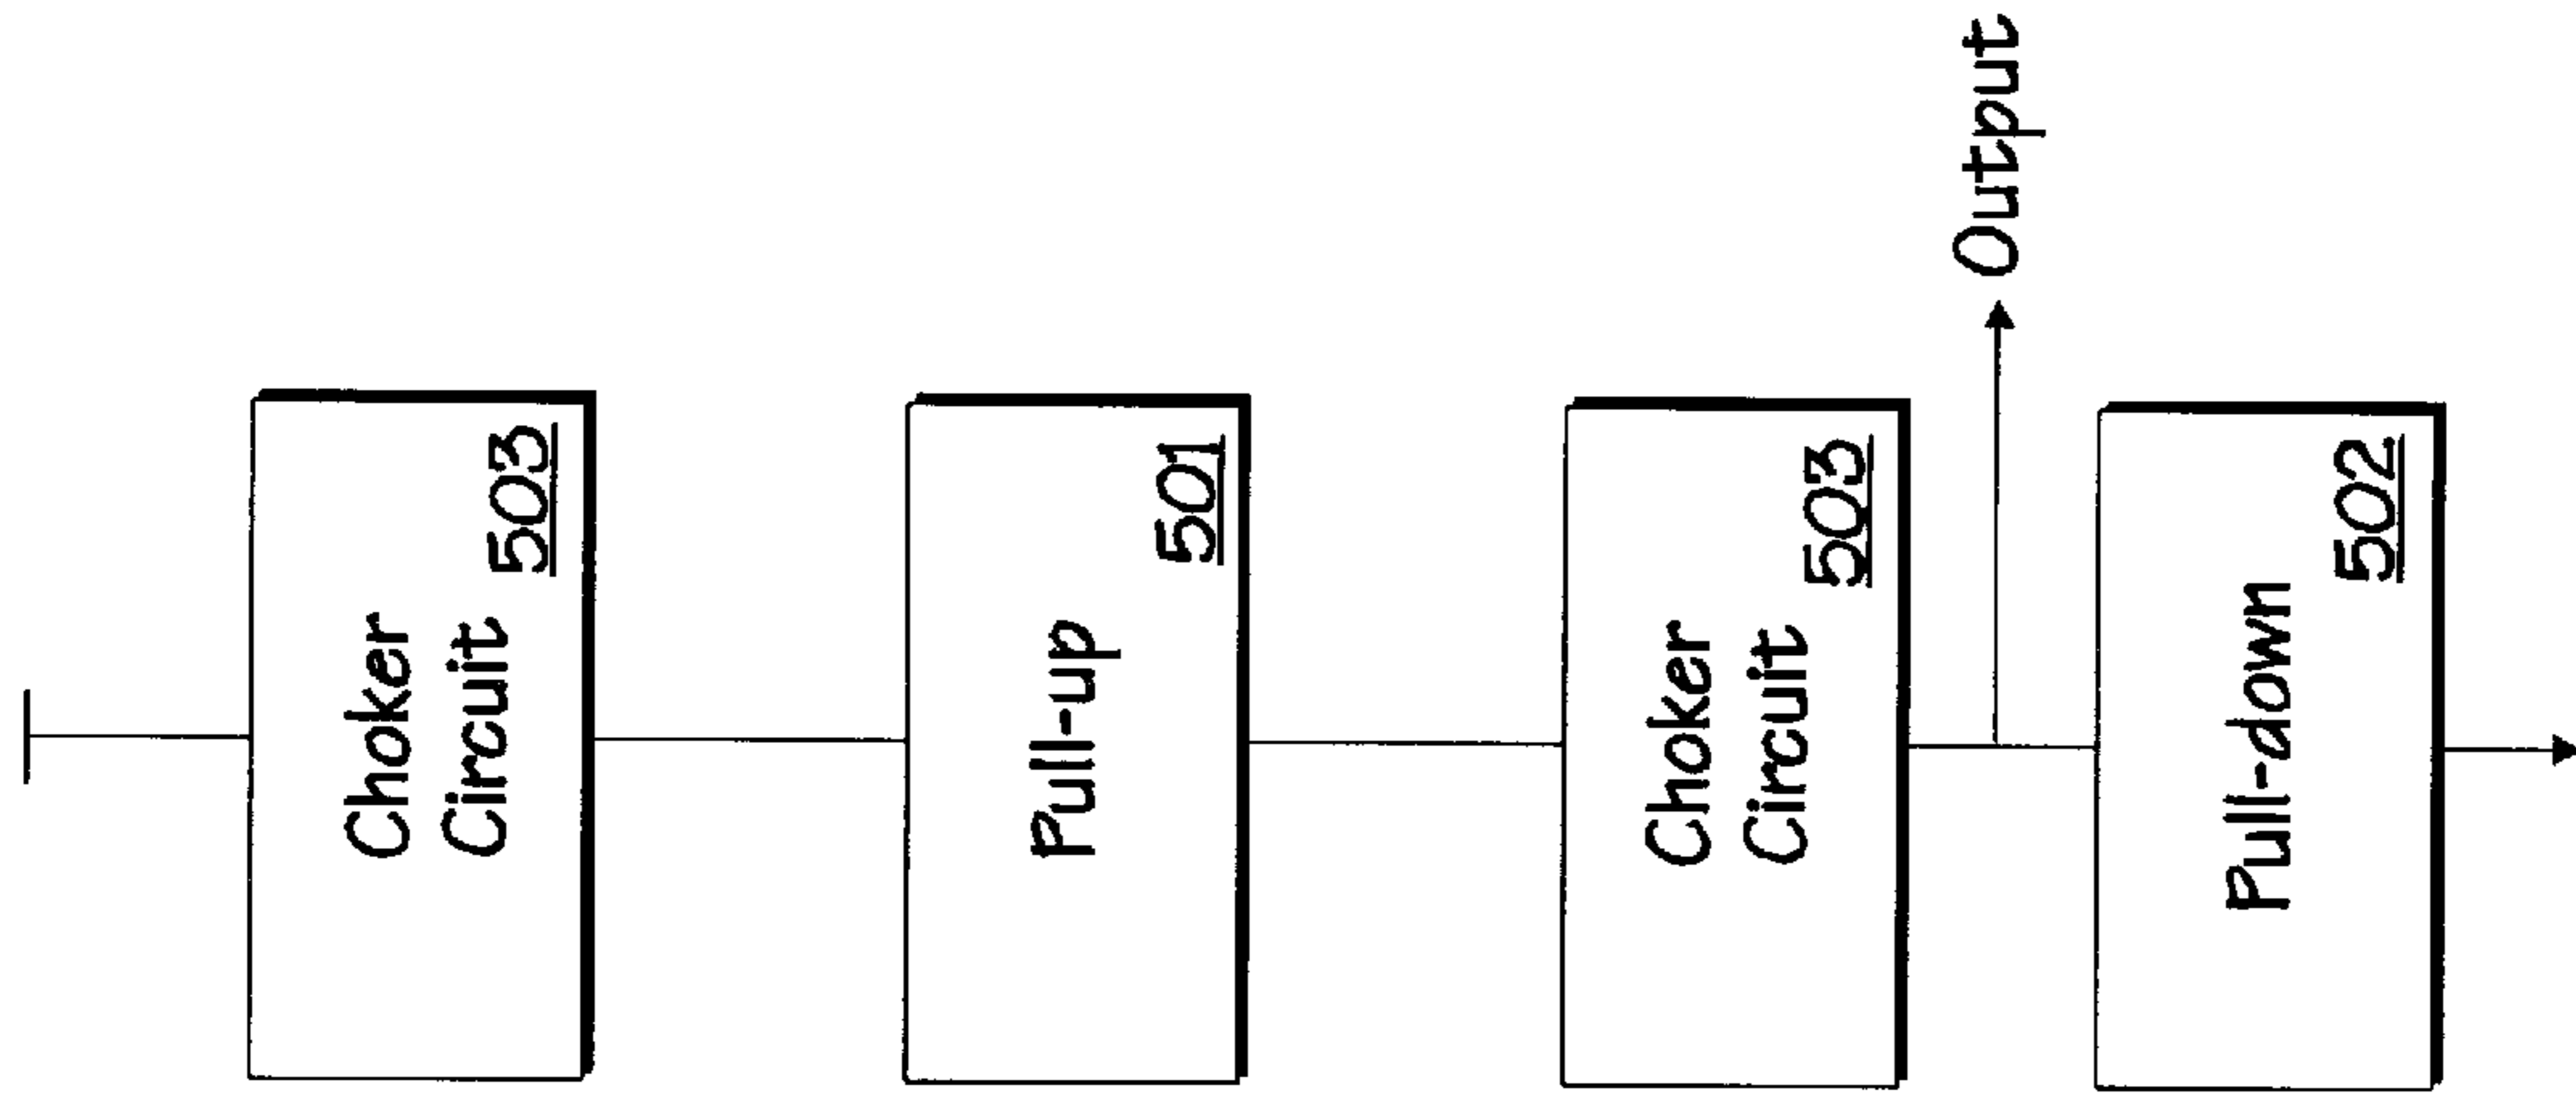 Choker
Circuit
503
Pull-up
501
Choker
Circuit
503
Output
Pull-down
502